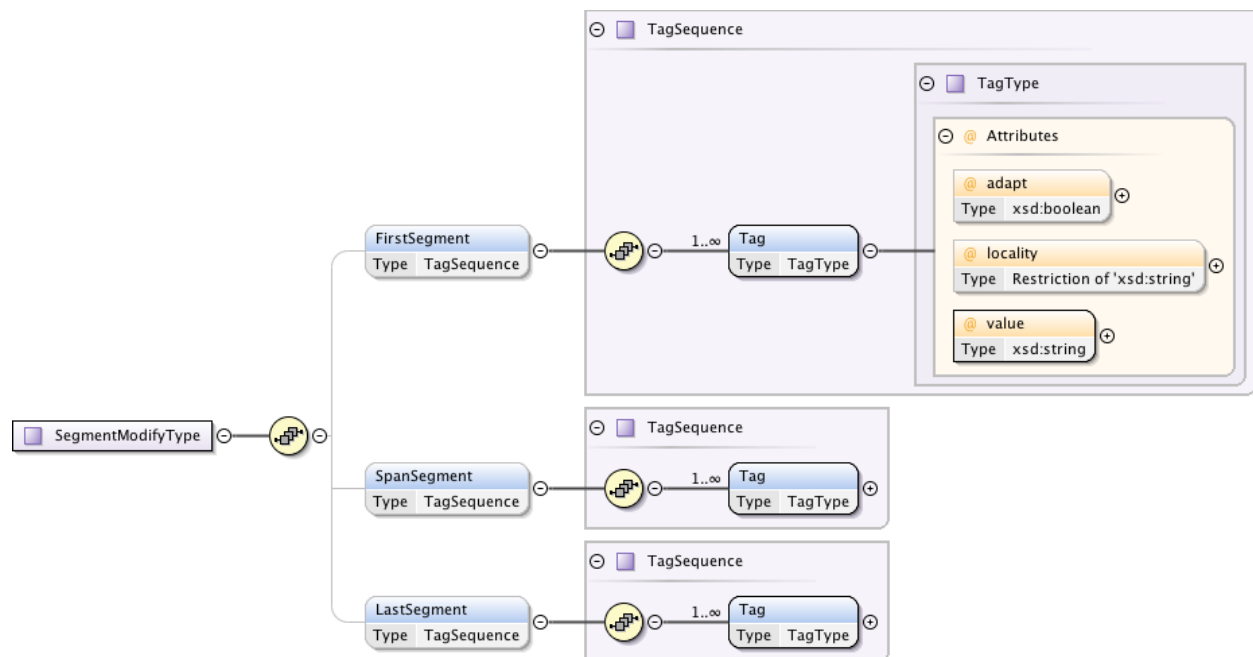 TagSequence
TagType
@ Attributes
@ adapt
Type xsd:boolean
@ locality
Type Restriction of 'xsd:string'
@ value
Type xsd:string
FirstSegment
Type TagSequence
1..∞
Tag
Type TagType
SegmentModifyType
TagSequence
SpanSegment
Type TagSequence
1..∞
Tag
Type TagType
TagSequence
LastSegment
Type TagSequence
1..∞
Tag
Type TagType